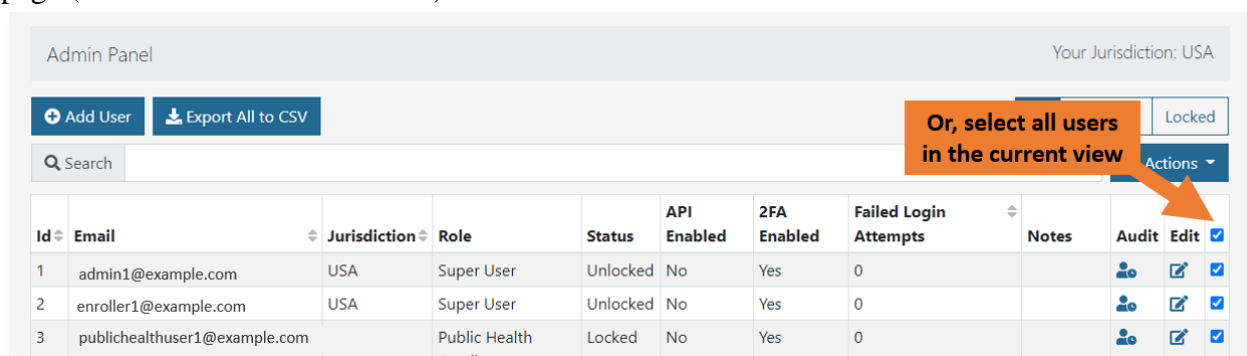 Admin Panel Your Jurisdiction: USA
Add User Export All to CSV Locked
Or, select all users
in the current view
Search Actions
Id Email Jurisdiction Role Status API Enabled 2FA Enabled Failed Login Attempts Notes Audit Edit
1 admin1@example.com USA Super User Unlocked No Yes 0
2 enroller1@example.com USA Super User Unlocked No Yes 0
3 publichealthuser1@example.com Public Health Locked No Yes 0